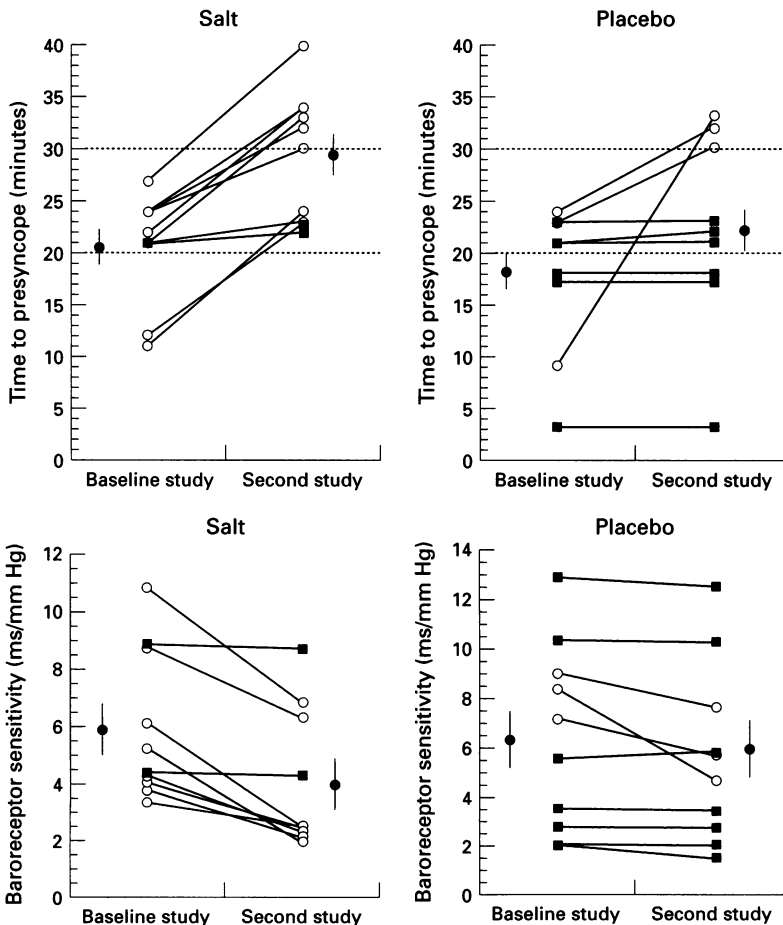 Salt
Time to presyncope (minutes)
40
35
30
25
20
15
10
5
0
Baseline study Second study
Placebo
Time to presyncope (minutes)
40
35
30
25
20
15
10
5
0
Baseline study Second study
Salt
Baroreceptor sensitivity (ms/mm Hg)
12
10
8
6
4
2
0
Baseline study Second study
Placebo
Baroreceptor sensitivity (ms/mm Hg)
14
12
10
8
6
4
2
0
Baseline study Second study